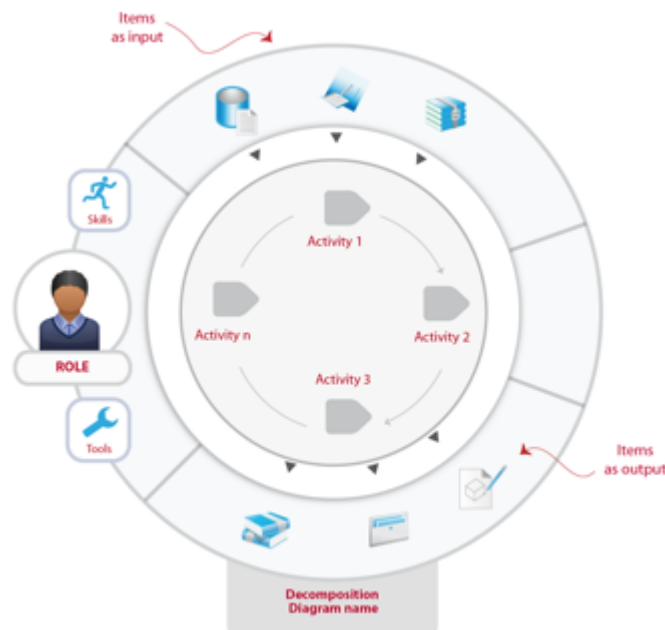 Items
as input
Skills
Activity 1
Activity n
Activity 2
ROLE
Activity 3
Tools
Items
as output
Decomposition
Diagram name